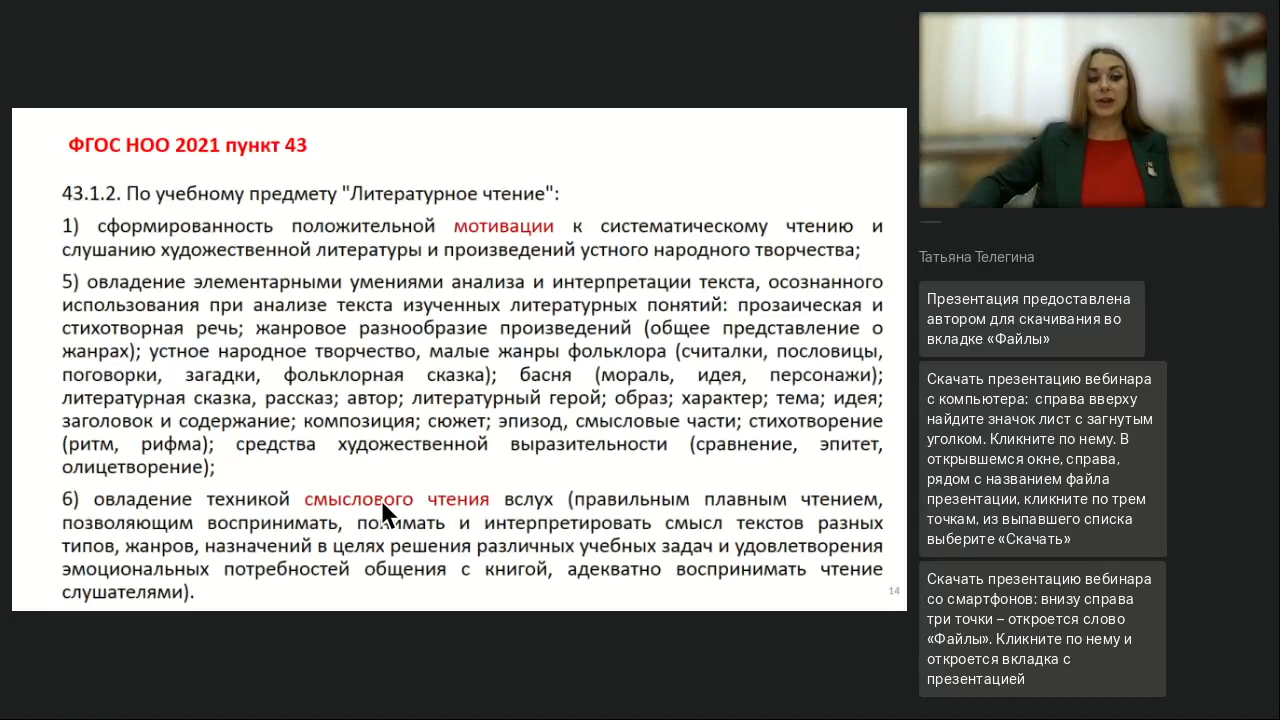 ФГОС НОО 2021 пункт 43
43.1.2. По учебному предмету "Литературное чтение":
1) сформированность положительной мотивации к систематическому чтению и
слушанию художественной литературы и произведений устного народного творчества;
5) овладение элементарными умениями анализа и интерпретации текста, осознанного
использования при анализе текста изученных литературных понятий: прозаическая и
стихотворная речь; жанровое разнообразие произведений (общее представление о
жанрах); устное народное творчество, малые жанры фольклора (считалки, пословицы,
поговорки, загадки, фольклорная сказка); басня (мораль, идея, персонажи);
литературная сказка, рассказ; автор; литературный герой; образ; характер; тема; идея;
заголовок и содержание; композиция; сюжет; эпизод, смысловые части; стихотворение
(ритм, рифма); средства художественной выразительности (сравнение, эпитет,
олицетворение);
6) овладение техникой смыслового чтения вслух (правильным плавным чтением,
позволяющим воспринимать, понимать и интерпретировать смысл текстов разных
типов, жанров, назначений в целях решения различных учебных задач и удовлетворения
эмоциональных потребностей общения с книгой, адекватно воспринимать чтение
слушателями).
14
Татьяна Телегина
Презентация предоставлена
автором для скачивания во
вкладке «Файлы»
Скачать презентацию вебинара
с компьютера: справа вверху
найдите значок лист с загнутым
уголком. Кликните по нему. В
открывшемся окне, справа,
рядом с названием файла
презентации, кликните по трем
точкам, из выпавшего списка
выберите «Скачать»
Скачать презентацию вебинара
со смартфонов: внизу справа
три точки – откроется слово
«Файлы». Кликните по нему и
откроется вкладка с
презентацией